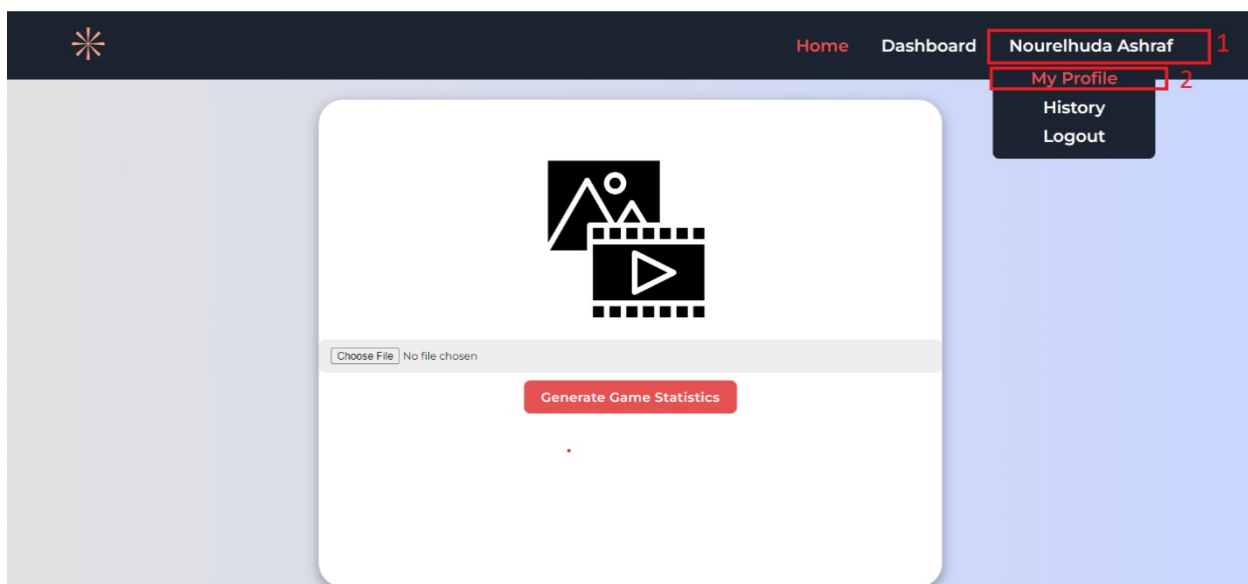 Home Dashboard Nourelhuda Ashraf 1
My Profile 2
History
Logout
Choose File No file chosen
Generate Game Statistics